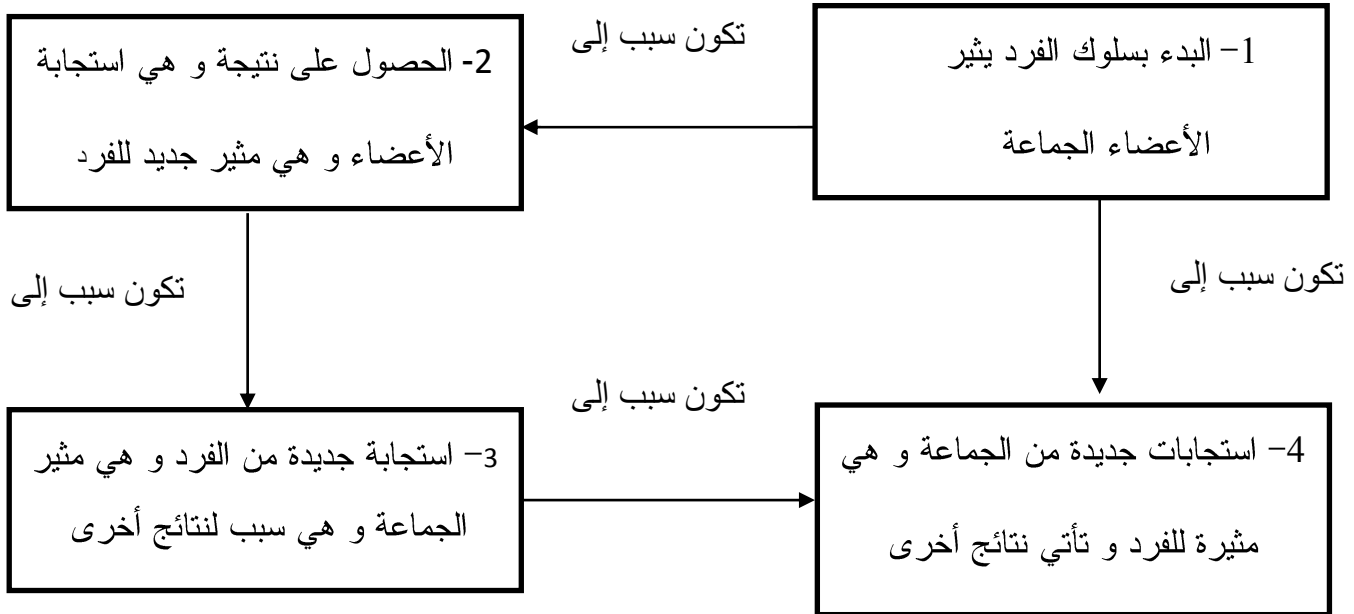 1- البدء بسلوك الفرد يثير
الأعضاء الجماعة
تكون سبب إلى
2- الحصول على نتيجة و هي استجابة
الأعضاء و هي مثير جديد للفرد
تكون سبب إلى
تكون سبب إلى
3- استجابة جديدة من الفرد و هي مثير
الجماعة و هي سبب لنتائج أخرى
تكون سبب إلى
4- استجابات جديدة من الجماعة و هي
مثيرة للفرد و تأتي نتائج أخرى